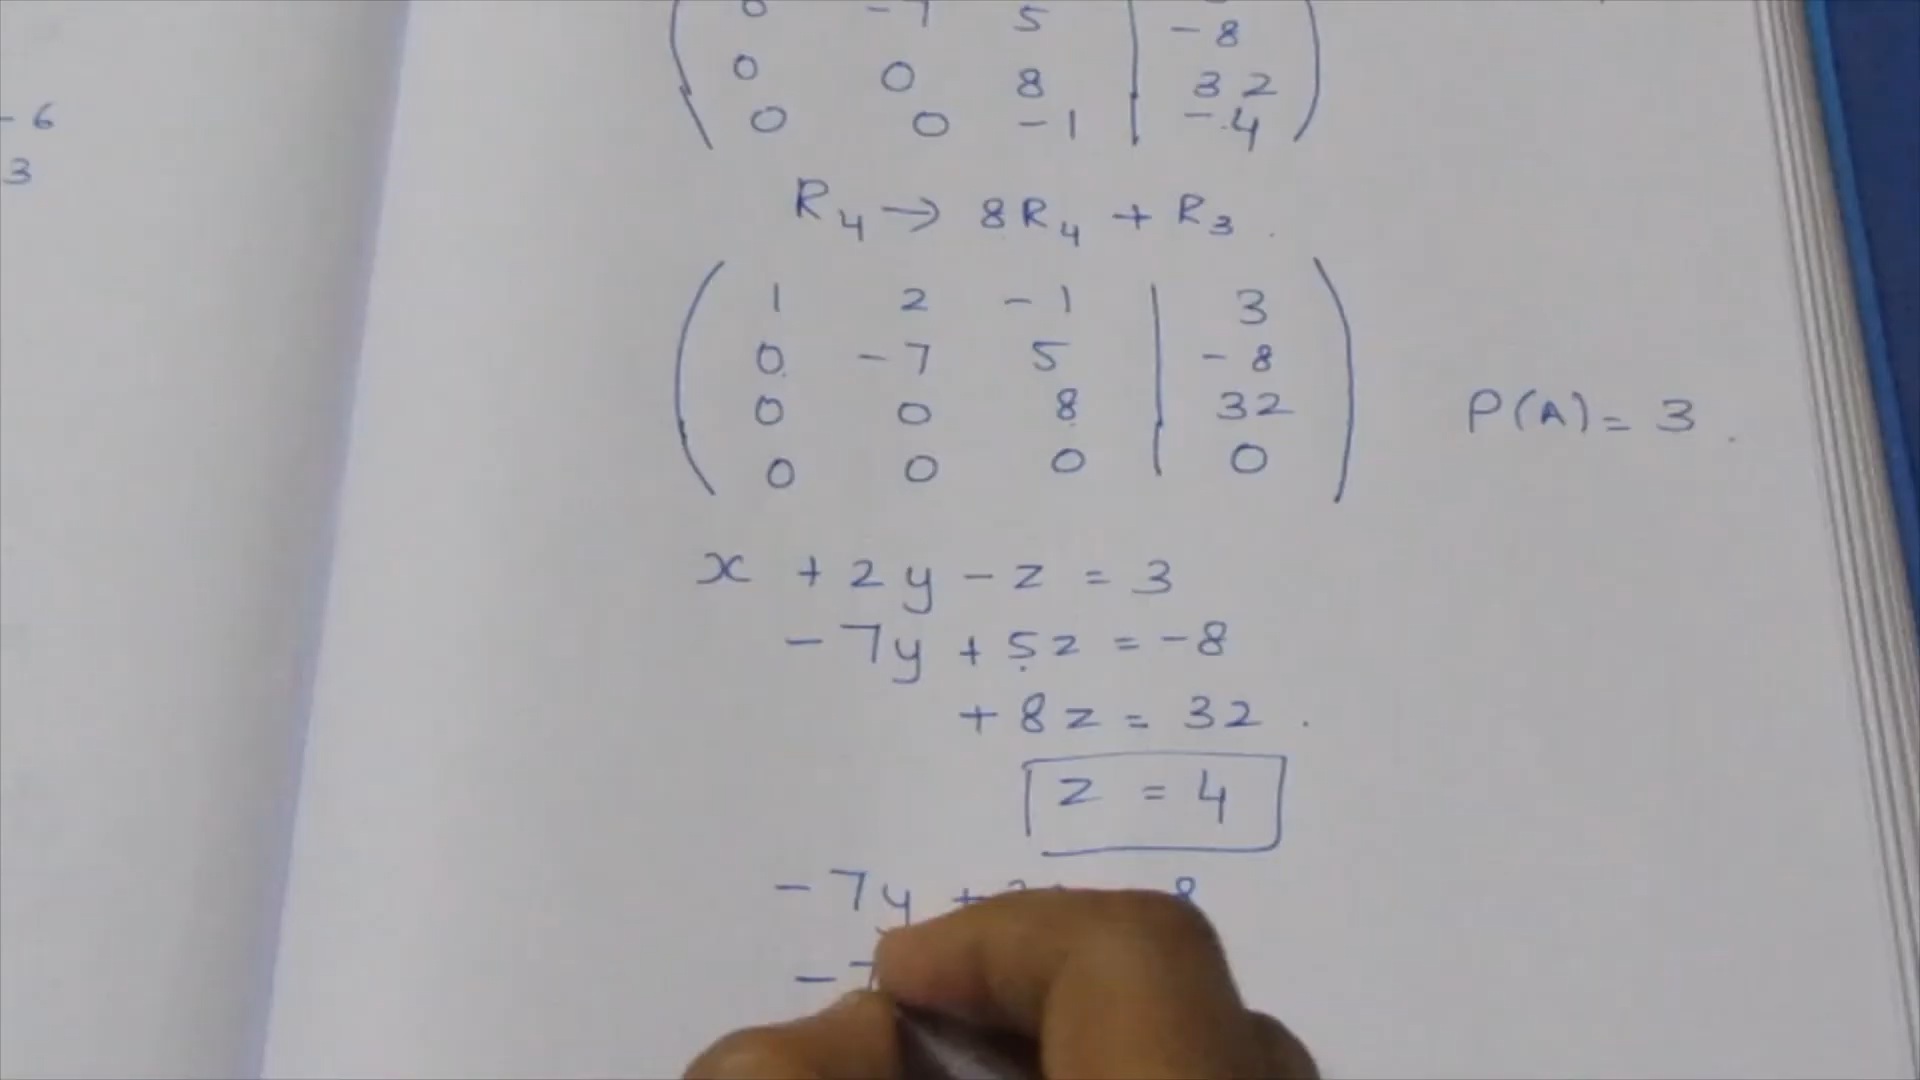 - 6
3
0 -7 5 | -8
0 0 8 | 32
0 0 -1 | -4
R4 → 8R4 + R3 .
1 2 -1 | 3
0 -7 5 | -8
0 0 8 | 32
0 0 0 | 0
P(A) = 3 .
x + 2y - z = 3
- 7y + 5z = -8
+ 8z = 32 .
z = 4
- 7y + 8
- 7